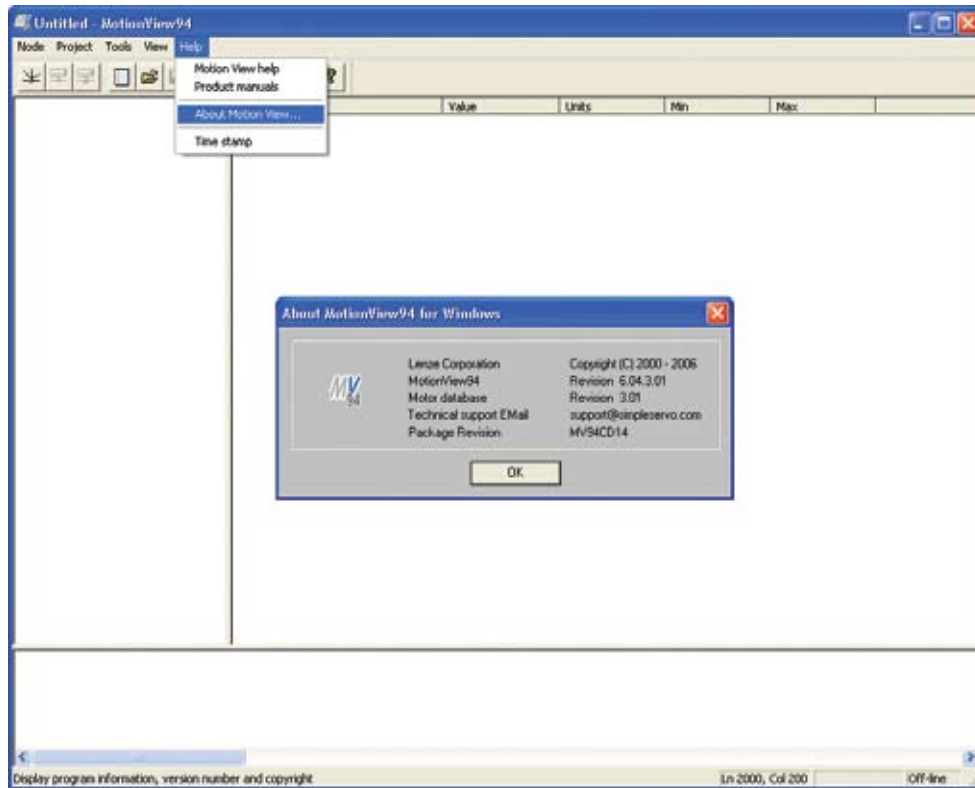 Untitled - MotionView94
Node Project Tools View Help
Motion View help
Product manuals
About Motion View...
Time stamp
Value Units Min Max
About MotionView94 for Windows
MV
94
Lenze Corporation Copyright (C) 2000 - 2006
MotionView94 Revision 6.04.3.01
Motor database Revision 3.01
Technical support EMail support@simpleservo.com
Package Revision MV94CD14
OK
Display program information, version number and copyright Ln 2000, Col 200 Off-line